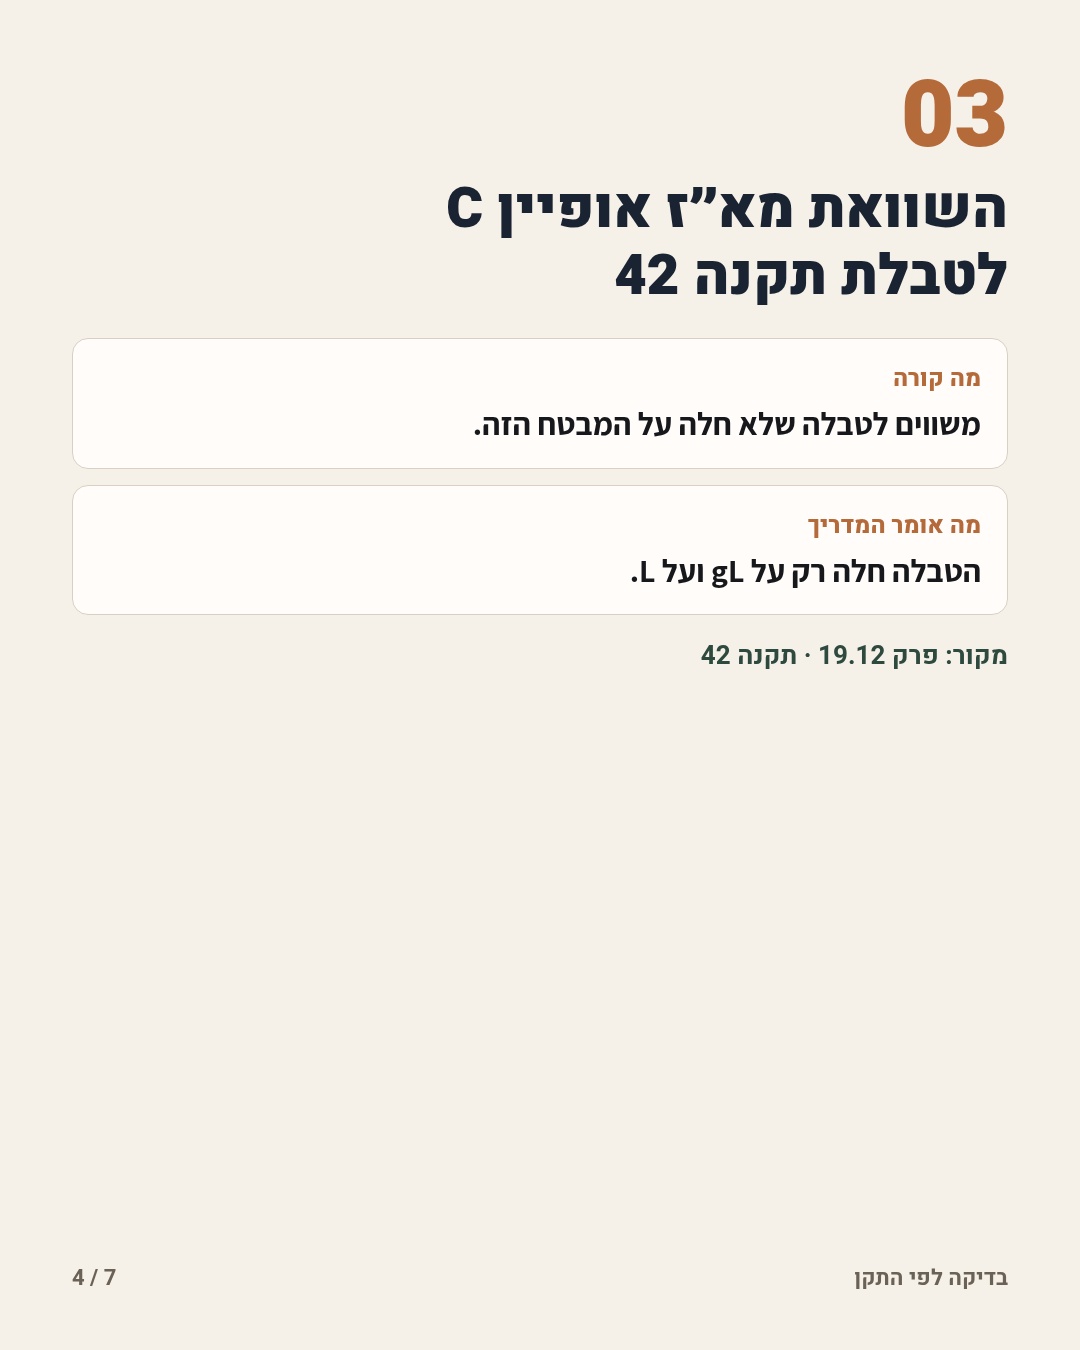 03
השוואת מא״ז אופיין C
לטבלת תקנה 42
מה קורה
משווים לטבלה שלא חלה על המבטח הזה.
מה אומר המדריך
הטבלה חלה רק על gL ועל L.
מקור: פרק 19.12 · תקנה 42
בדיקה לפי התקן
4 / 7